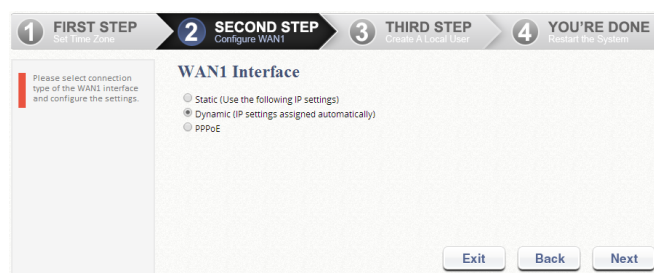 1 FIRST STEP
Set Time Zone
2 SECOND STEP
Configure WAN1
3 THIRD STEP
Create A Local User
4 YOU'RE DONE
Restart the System
Please select connection
type of the WAN1 interface
and configure the settings.
WAN1 Interface
Static (Use the following IP settings)
Dynamic (IP settings assigned automatically)
PPPoE
Exit
Back
Next